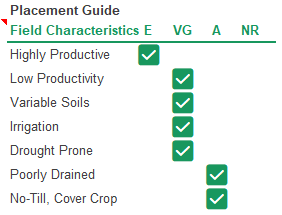 Placement Guide
Field Characteristics E VG A NR
Highly Productive
Low Productivity
Variable Soils
Irrigation
Drought Prone
Poorly Drained
No-Till, Cover Crop